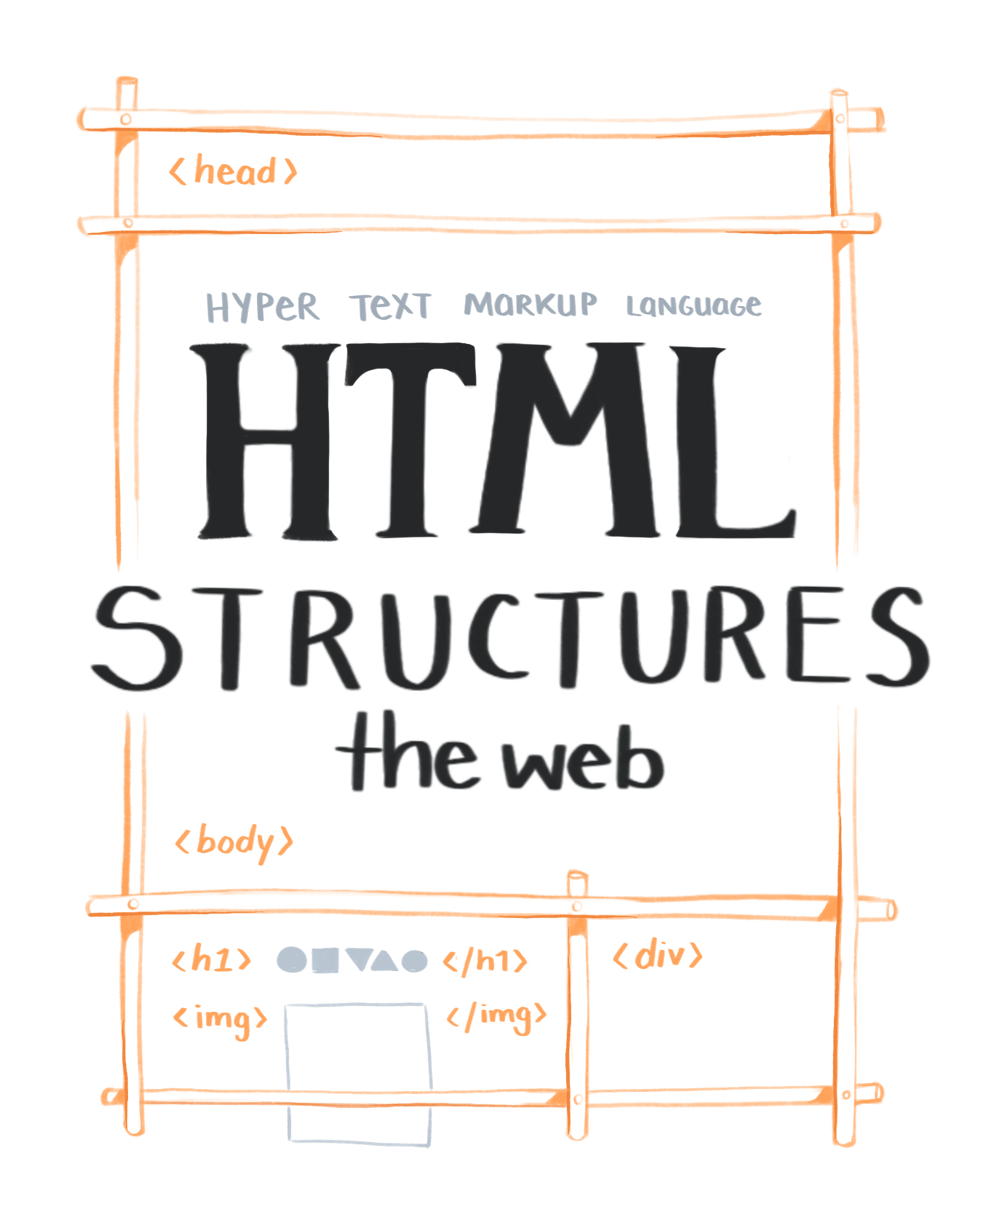 <head>
HYPeR TeXT MaRKUP LaNGUaGe
HTML
STRUCTURES
the web
<body>
<h1> </h1> <div>
<img> </img>